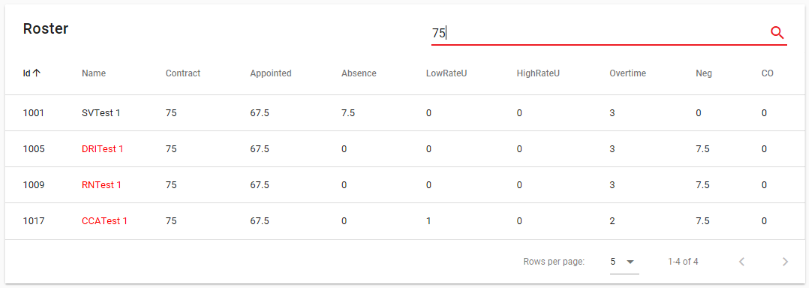 Roster
75
Id Name Contract Appointed Absence LowRateU HighRateU Overtime Neg CO
1001 SVTest 1 75 67.5 7.5 0 0 3 0 0
1005 DRITest 1 75 67.5 0 0 0 3 7.5 0
1009 RNTest 1 75 67.5 0 0 0 3 7.5 0
1017 CCATest 1 75 67.5 0 1 0 2 7.5 0
Rows per page: 5 1-4 of 4